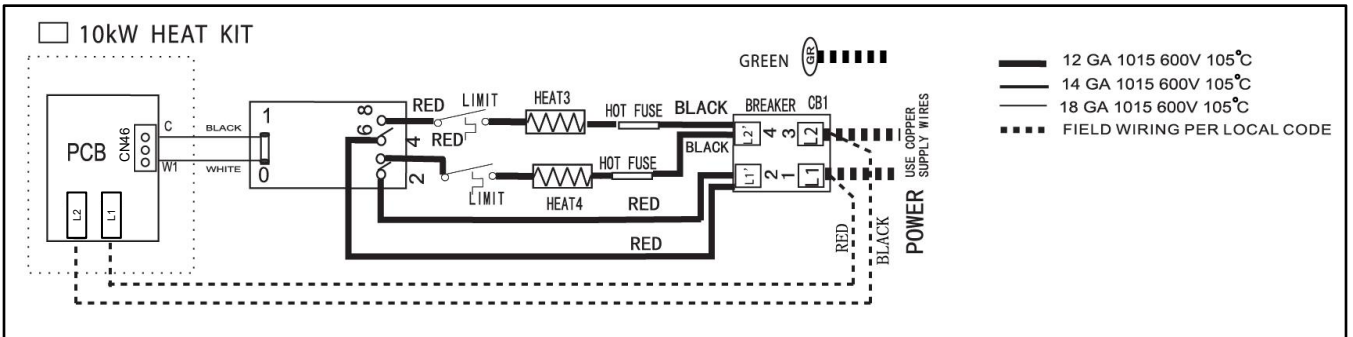 10kW HEAT KIT
GREEN
GR
12 GA 1015 600V 105°C
14 GA 1015 600V 105°C
18 GA 1015 600V 105°C
FIELD WIRING PER LOCAL CODE
PCB
CN46
C
W1
BLACK
WHITE
L2
L1
1
0
8
6
4
2
RED
LIMIT
HEAT3
HOT FUSE
BLACK
RED
LIMIT
HEAT4
HOT FUSE
BLACK
RED
RED
BREAKER CB1
L2' 4 3 L2
L1' 2 1 L1
RED
BLACK
POWER
USE COPPER
SUPPLY WIRES